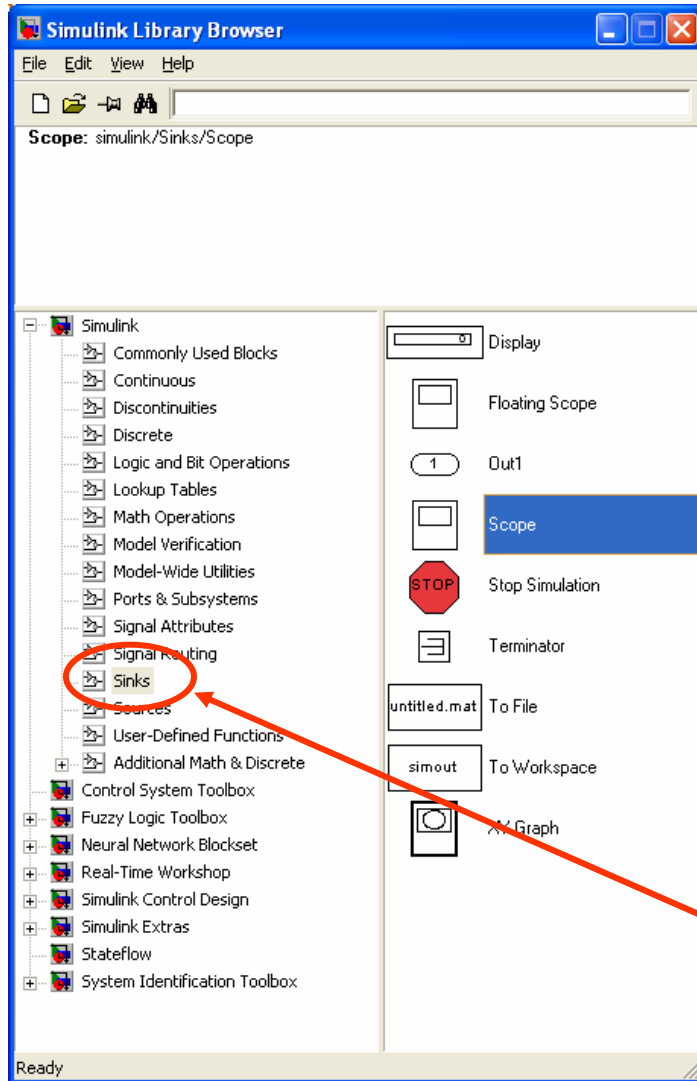 Simulink Library Browser
File Edit View Help
Scope: simulink/Sinks/Scope
Simulink
Commonly Used Blocks
Continuous
Discontinuities
Discrete
Logic and Bit Operations
Lookup Tables
Math Operations
Model Verification
Model-Wide Utilities
Ports & Subsystems
Signal Attributes
Signal Routing
Sinks
Sources
User-Defined Functions
Additional Math & Discrete
Control System Toolbox
Fuzzy Logic Toolbox
Neural Network Blockset
Real-Time Workshop
Simulink Control Design
Simulink Extras
Stateflow
System Identification Toolbox
Display
Floating Scope
1 Out1
Scope
STOP Stop Simulation
Terminator
untitled.mat To File
simout To Workspace
XY Graph
Ready